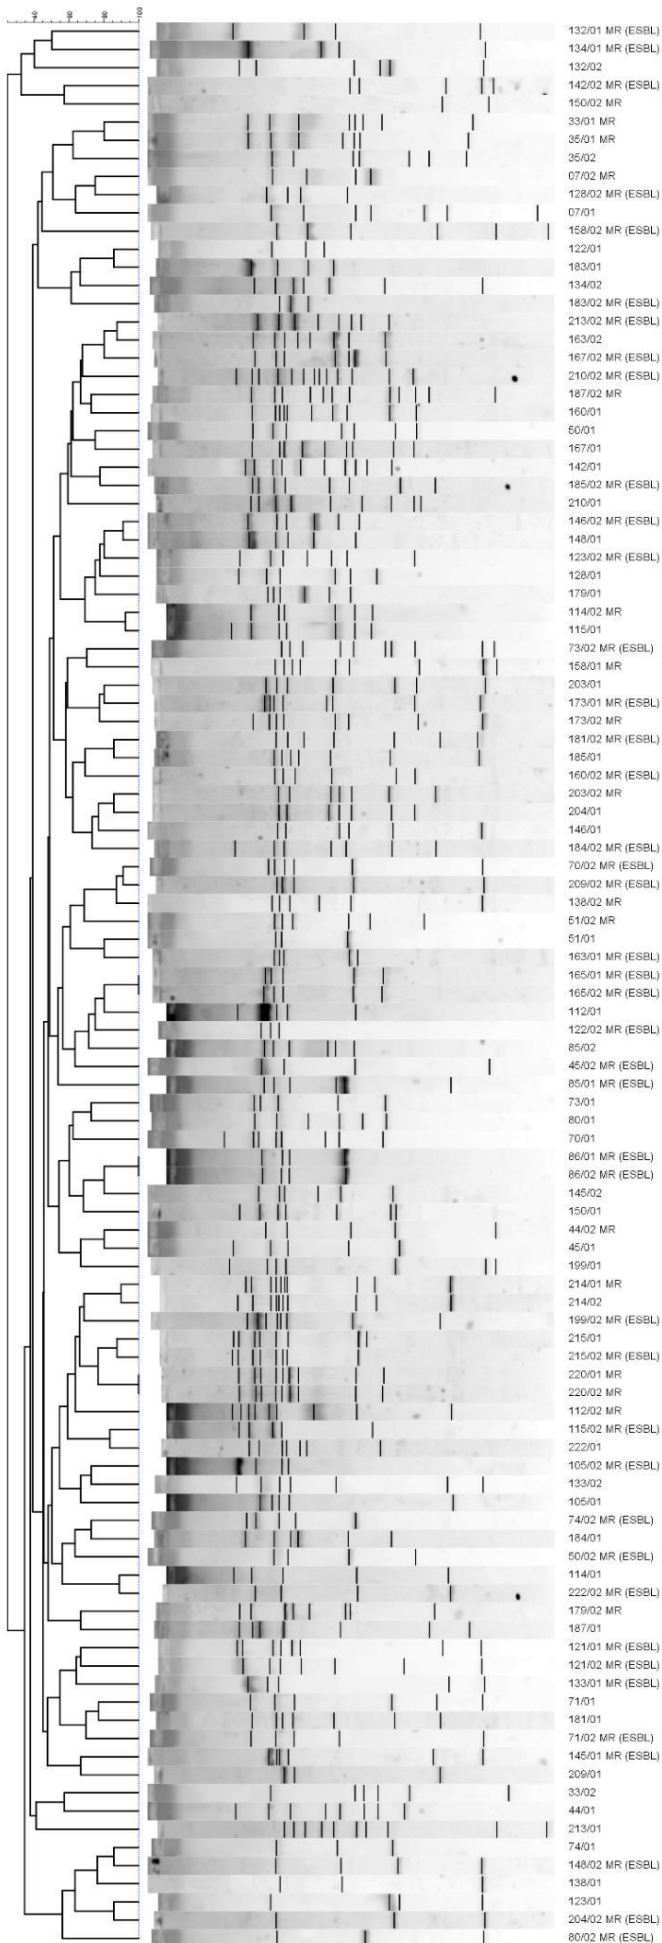 40
60
80
100
132/01 MR (ESBL)
134/01 MR (ESBL)
132/02
142/02 MR (ESBL)
150/02 MR
33/01 MR
35/01 MR
35/02
07/02 MR
128/02 MR (ESBL)
07/01
158/02 MR (ESBL)
122/01
183/01
134/02
183/02 MR (ESBL)
213/02 MR (ESBL)
163/02
167/02 MR (ESBL)
210/02 MR (ESBL)
187/02 MR
160/01
50/01
167/01
142/01
185/02 MR (ESBL)
210/01
146/02 MR (ESBL)
148/01
123/02 MR (ESBL)
128/01
179/01
114/02 MR
115/01
73/02 MR (ESBL)
158/01 MR
203/01
173/01 MR (ESBL)
173/02 MR
181/02 MR (ESBL)
185/01
160/02 MR (ESBL)
203/02 MR
204/01
146/01
184/02 MR (ESBL)
70/02 MR (ESBL)
209/02 MR (ESBL)
138/02 MR
51/02 MR
51/01
163/01 MR (ESBL)
165/01 MR (ESBL)
165/02 MR (ESBL)
112/01
122/02 MR (ESBL)
85/02
45/02 MR (ESBL)
85/01 MR (ESBL)
73/01
80/01
70/01
86/01 MR (ESBL)
86/02 MR (ESBL)
145/02
150/01
44/02 MR
45/01
199/01
214/01 MR
214/02
199/02 MR (ESBL)
215/01
215/02 MR (ESBL)
220/01 MR
220/02 MR
112/02 MR
115/02 MR (ESBL)
222/01
105/02 MR (ESBL)
133/02
105/01
74/02 MR (ESBL)
184/01
50/02 MR (ESBL)
114/01
222/02 MR (ESBL)
179/02 MR
187/01
121/01 MR (ESBL)
121/02 MR (ESBL)
133/01 MR (ESBL)
71/01
181/01
71/02 MR (ESBL)
145/01 MR (ESBL)
209/01
33/02
44/01
213/01
74/01
148/02 MR (ESBL)
138/01
123/01
204/02 MR (ESBL)
80/02 MR (ESBL)